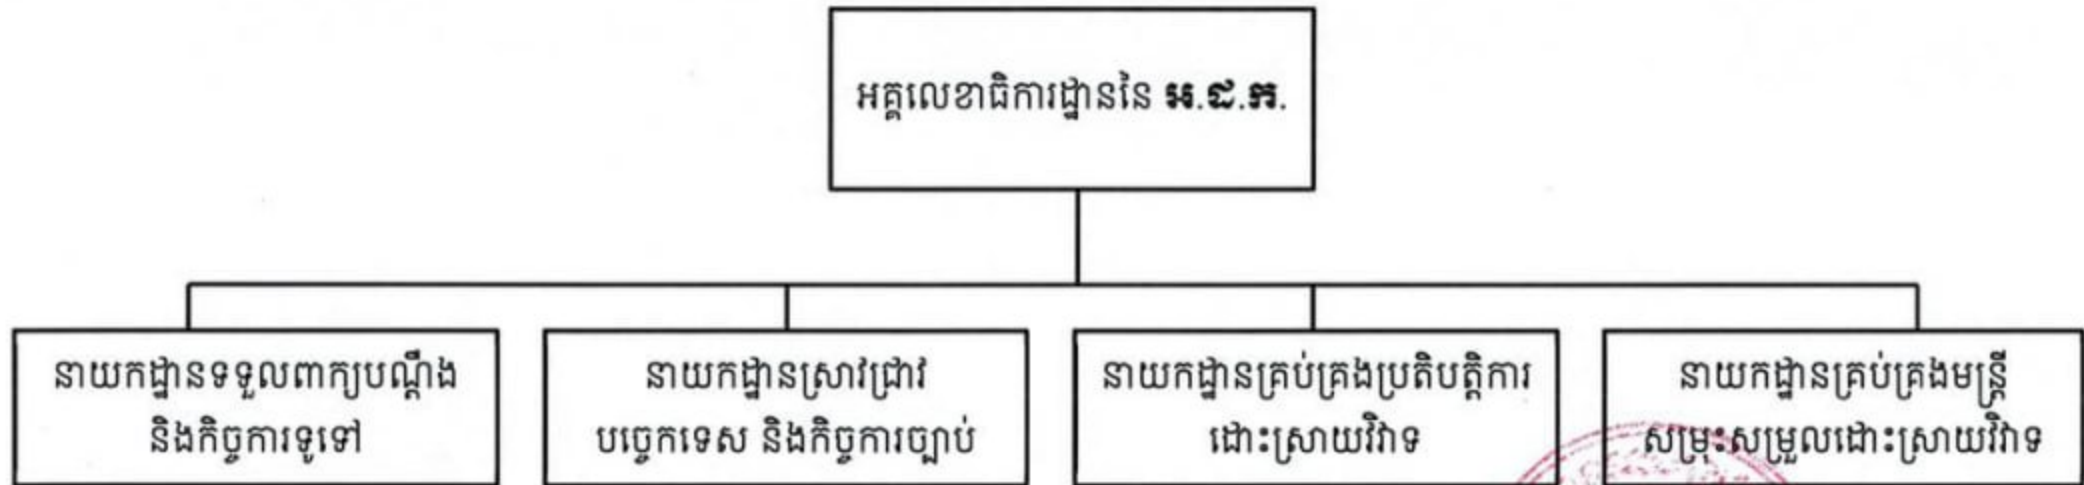 អគ្គលេខាធិការដ្ឋាននៃ អ.ដ.ក.
នាយកដ្ឋានទទួលពាក្យបណ្ដឹង
និងកិច្ចការទូទៅ
នាយកដ្ឋានស្រាវជ្រាវ
បច្ចេកទេស និងកិច្ចការច្បាប់
នាយកដ្ឋានគ្រប់គ្រងប្រតិបត្តិការ
ដោះស្រាយវិវាទ
នាយកដ្ឋានគ្រប់គ្រងមន្ត្រី
សម្រុះសម្រួលដោះស្រាយវិវាទ